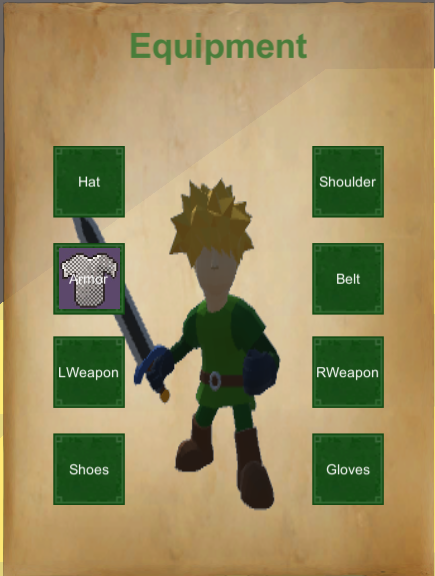 Equipment
Hat
Shoulder
Armor
Belt
LWeapon
RWeapon
Shoes
Gloves